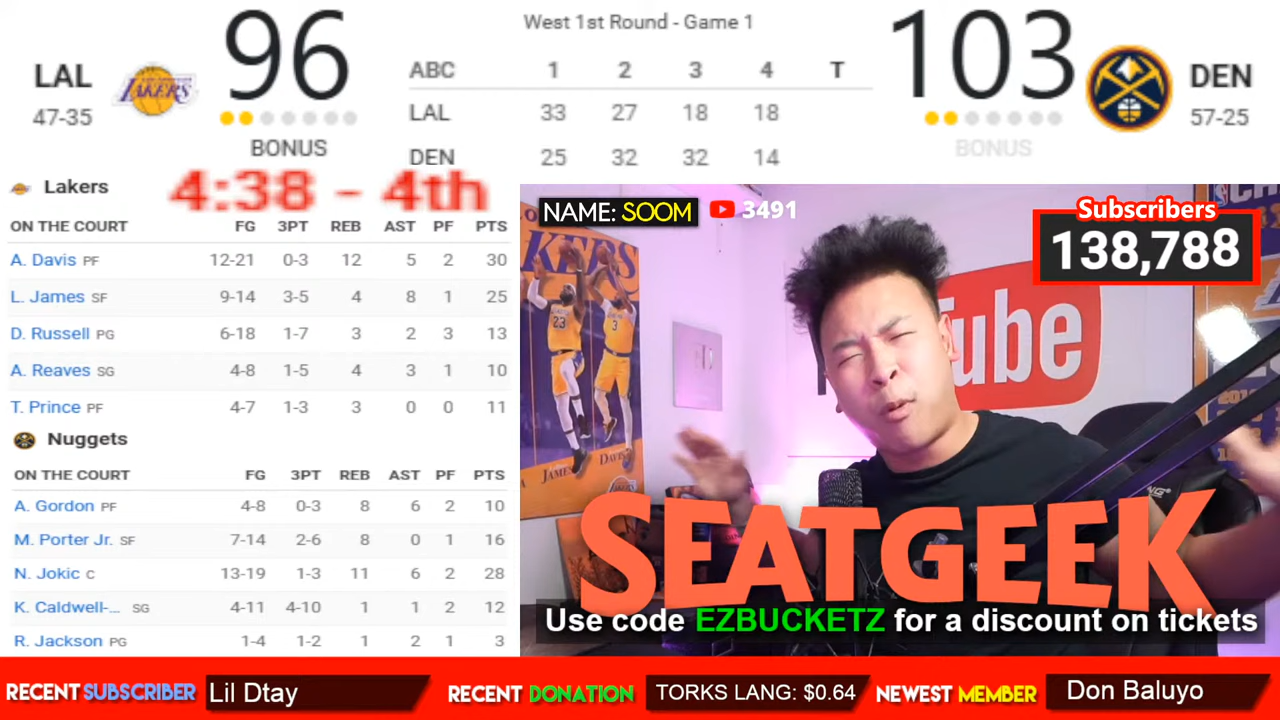 96
West 1st Round - Game 1
103
LAL
LAKERS
47-35
BONUS
ABC 1 2 3 4 T
LAL 33 27 18 18
DEN 25 32 32 14
DEN
57-25
BONUS
Lakers
4:38 - 4th
ON THE COURT FG 3PT REB AST PF PTS
A. Davis PF 12-21 0-3 12 5 2 30
L. James SF 9-14 3-5 4 8 1 25
D. Russell PG 6-18 1-7 3 2 3 13
A. Reaves SG 4-8 1-5 4 3 1 10
T. Prince PF 4-7 1-3 3 0 0 11
Nuggets
ON THE COURT FG 3PT REB AST PF PTS
A. Gordon PF 4-8 0-3 8 6 2 10
M. Porter Jr. SF 7-14 2-6 8 0 1 16
N. Jokic C 13-19 1-3 11 6 2 28
K. Caldwell-... SG 4-11 4-10 1 1 2 12
R. Jackson PG 1-4 1-2 1 2 1 3
NAME: SOOM
3491
Subscribers
138,788
LAKERS
23
3
JAMES
DAVIS
Tube
SEATGEEK
Use code EZBUCKETZ for a discount on tickets
RECENT SUBSCRIBER Lil Dtay
RECENT DONATION TORKS LANG: $0.64
NEWEST MEMBER Don Baluyo